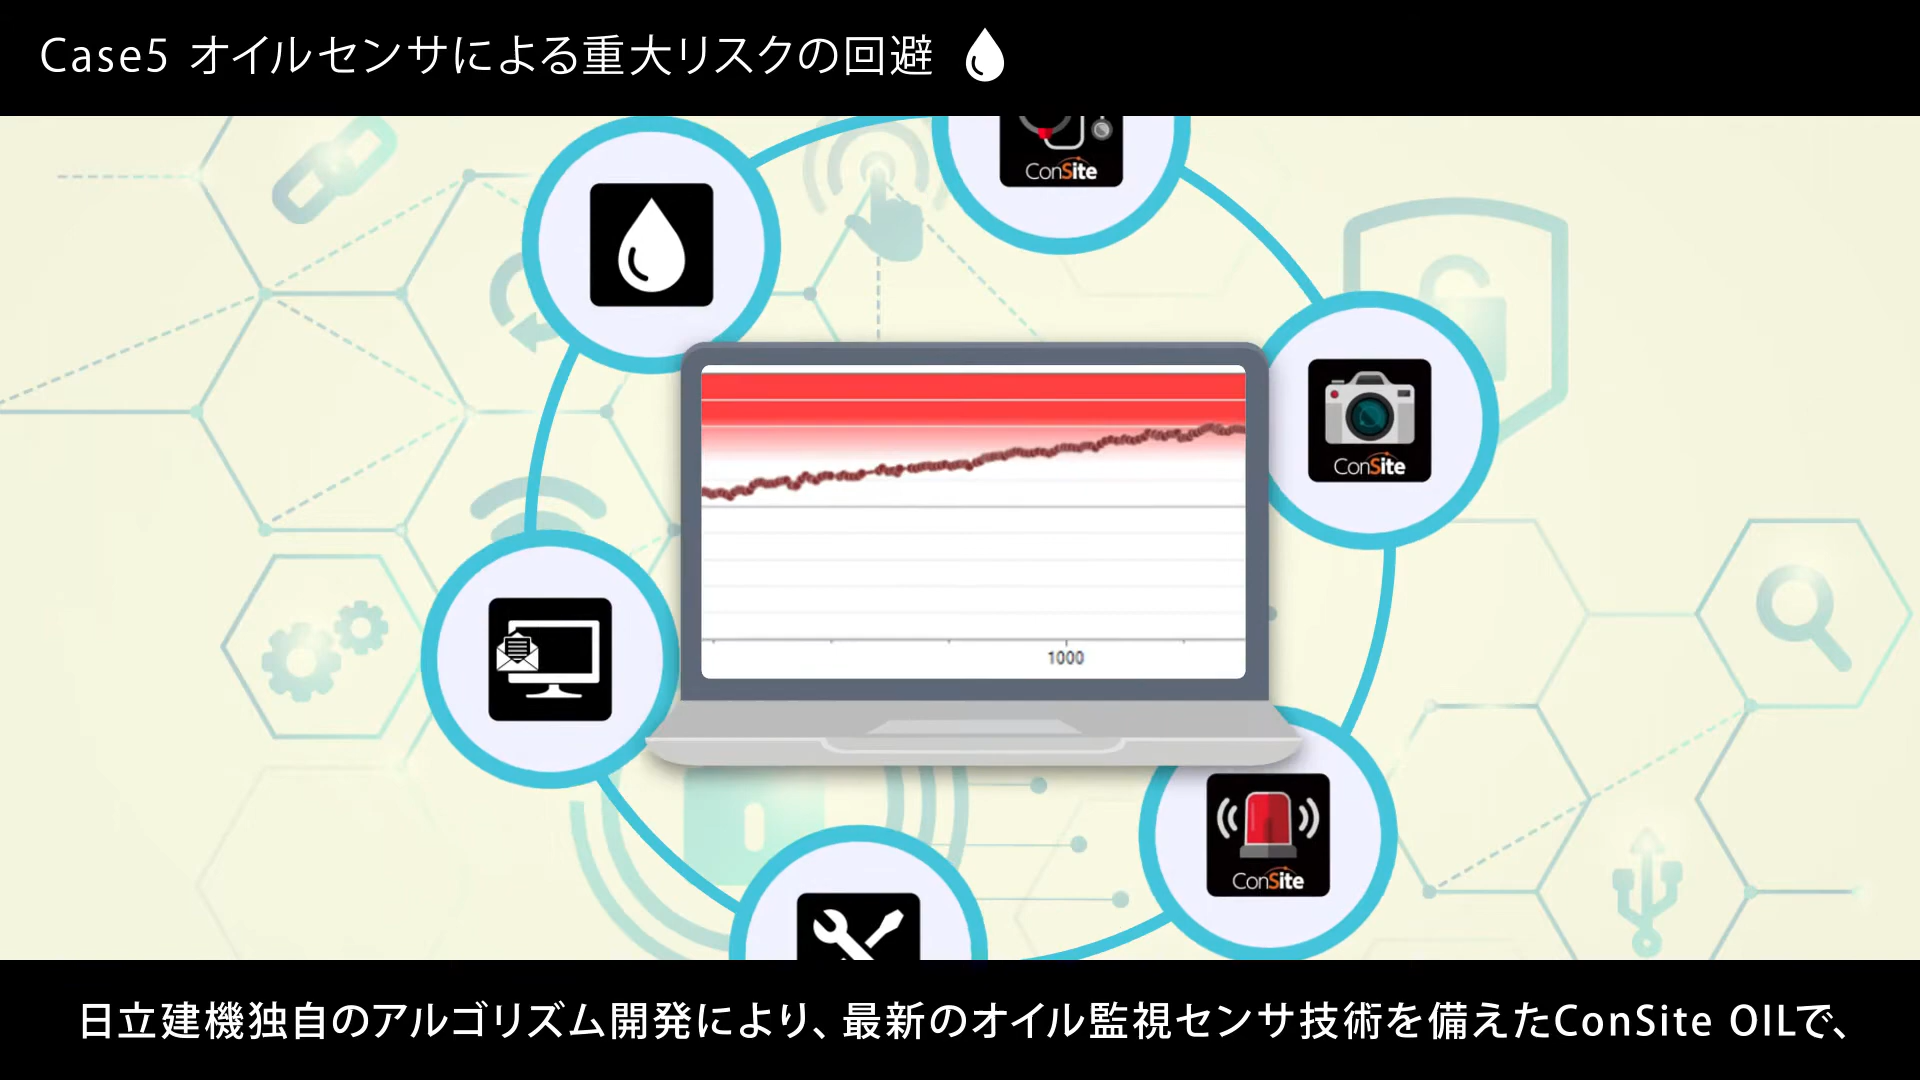 Case5 オイルセンサによる重大リスクの回避
ConSite
ConSite
1000
ConSite
日立建機独自のアルゴリズム開発により、最新のオイル監視センサ技術を備えたConSite OILで、